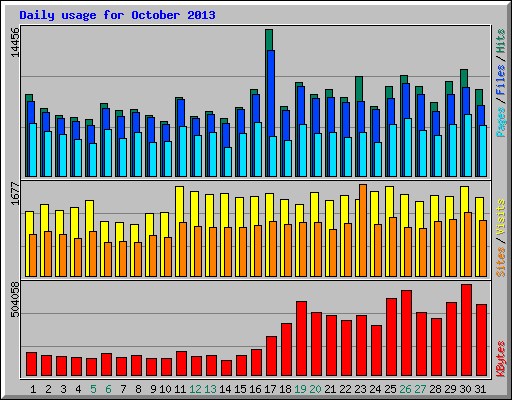 Daily usage for October 2013
14456
Pages / Files / Hits
1677
Sites / Visits
504058
KBytes
1 2 3 4 5 6 7 8 9 10 11 12 13 14 15 16 17 18 19 20 21 22 23 24 25 26 27 28 29 30 31